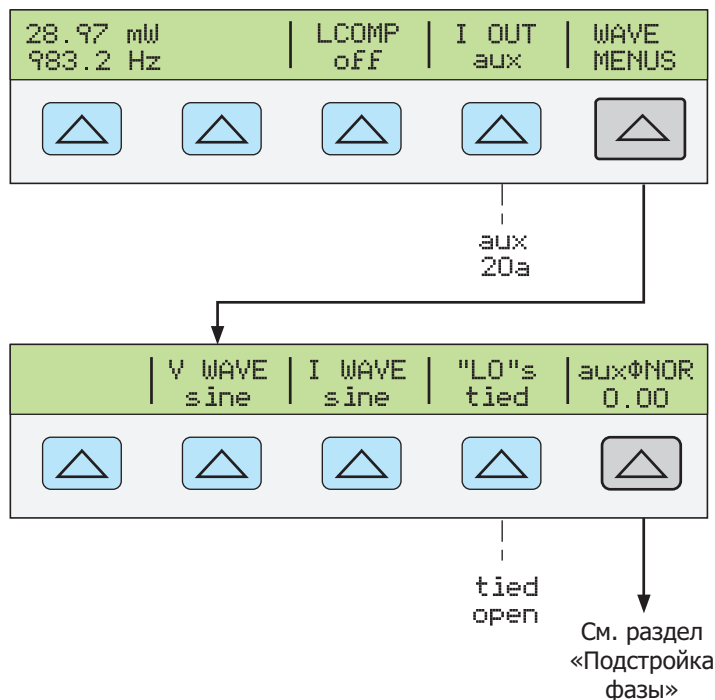 28.97 mW | LCOMP | I OUT | WAVE
983.2 Hz off aux MENUS
aux
20a
| V WAVE | I WAVE | "LO"s | auxΦNOR
sine sine tied 0.00
tied
open
См. раздел
«Подстройка
фазы»